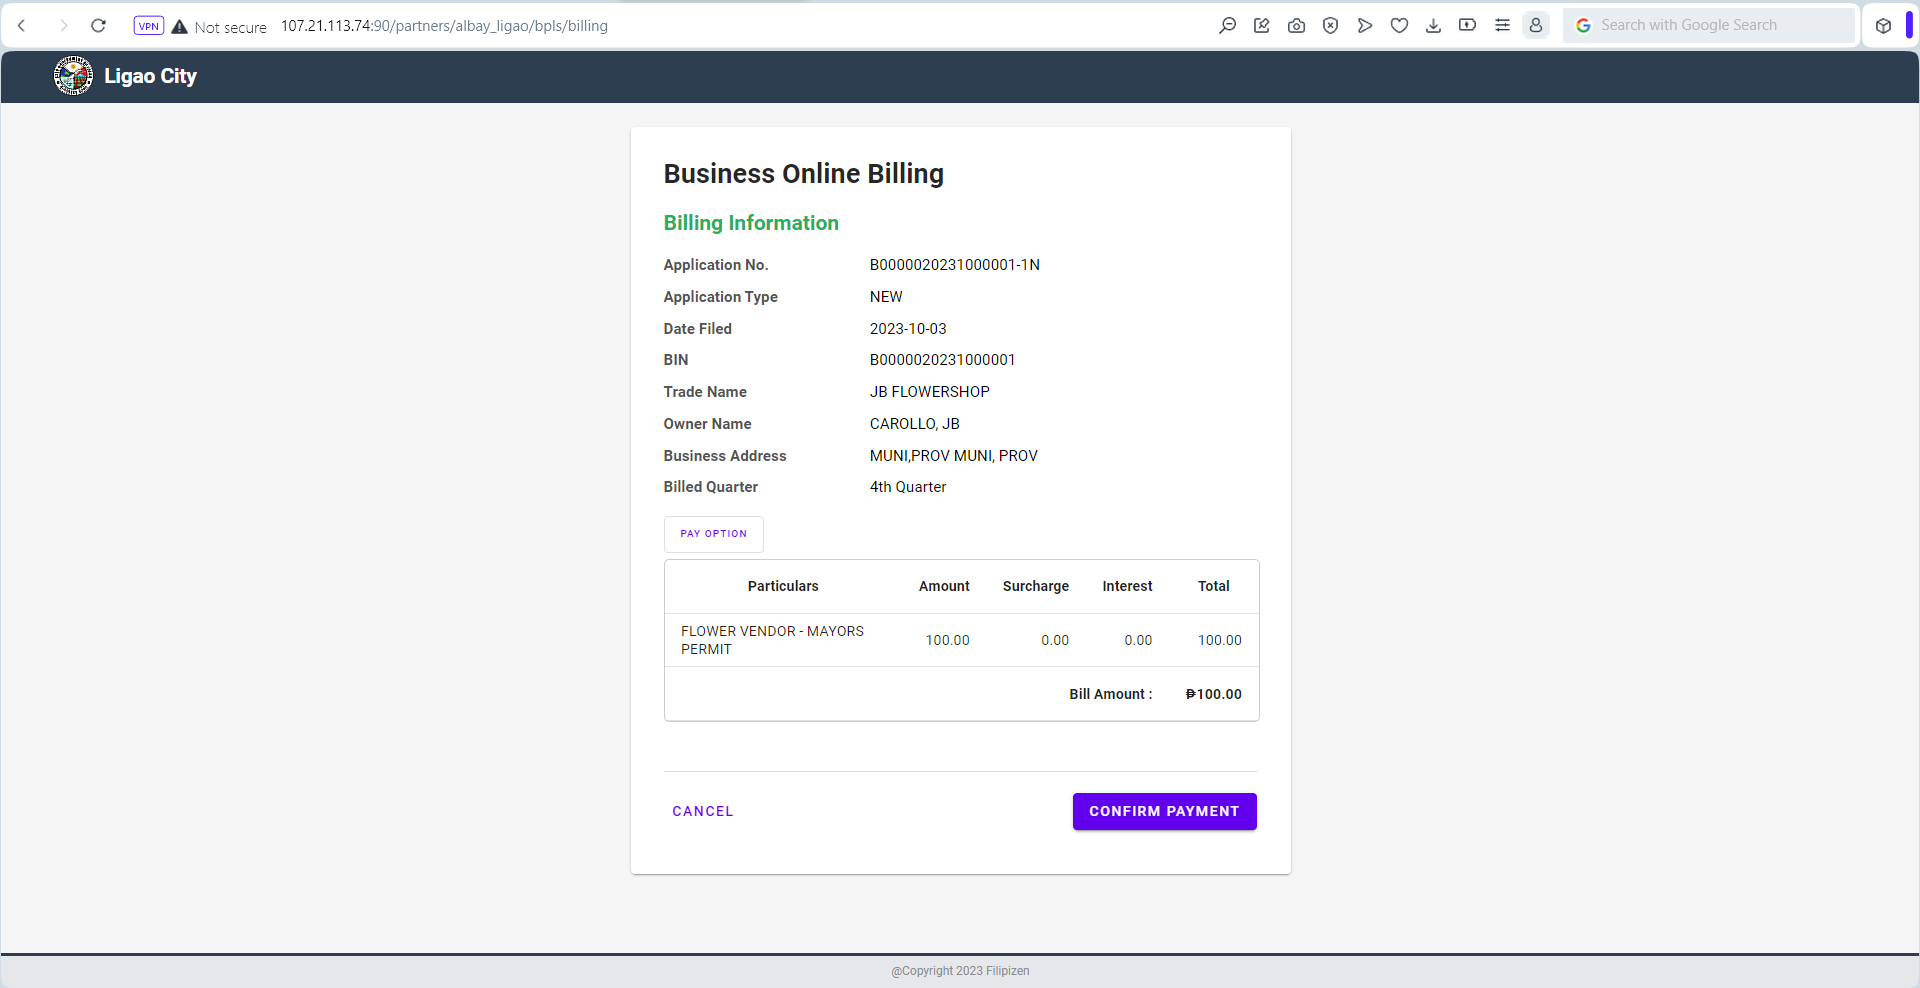 VPN Not secure 107.21.113.74:90/partners/albay_ligao/bpls/billing Search with Google Search
Ligao City
Business Online Billing
Billing Information
Application No. B0000020231000001-1N
Application Type NEW
Date Filed 2023-10-03
BIN B0000020231000001
Trade Name JB FLOWERSHOP
Owner Name CAROLLO, JB
Business Address MUNI,PROV MUNI, PROV
Billed Quarter 4th Quarter
PAY OPTION
Particulars Amount Surcharge Interest Total
FLOWER VENDOR - MAYORS
PERMIT 100.00 0.00 0.00 100.00
Bill Amount : ₱100.00
CANCEL CONFIRM PAYMENT
@Copyright 2023 Filipizen